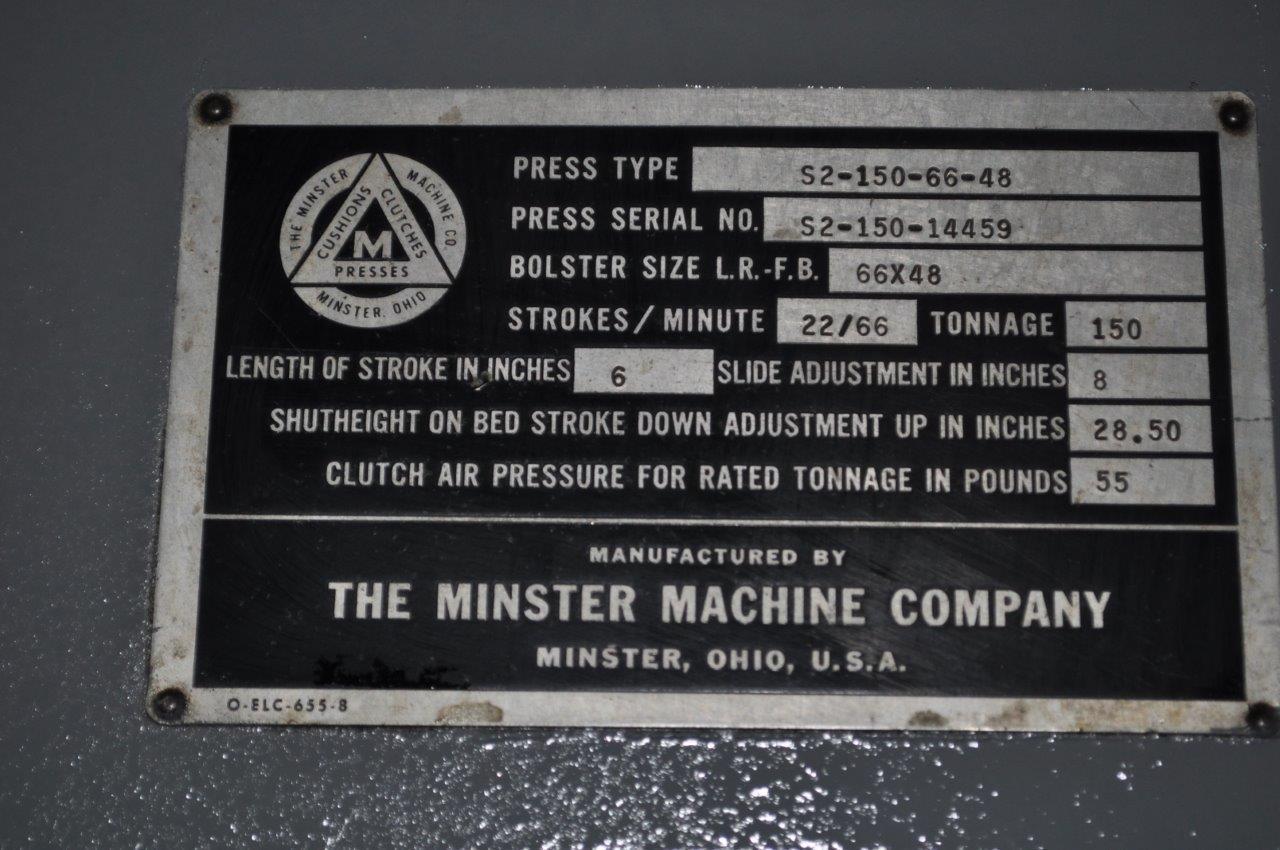 THE MINSTER MACHINE CO.
CUSHIONS CLUTCHES
M
PRESSES
MINSTER, OHIO
PRESS TYPE S2-150-66-48
PRESS SERIAL NO. S2-150-14459
BOLSTER SIZE L.R.-F.B. 66X48
STROKES/MINUTE 22/66 TONNAGE 150
LENGTH OF STROKE IN INCHES 6 SLIDE ADJUSTMENT IN INCHES 8
SHUTHEIGHT ON BED STROKE DOWN ADJUSTMENT UP IN INCHES 28.50
CLUTCH AIR PRESSURE FOR RATED TONNAGE IN POUNDS 55
MANUFACTURED BY
THE MINSTER MACHINE COMPANY
MINSTER, OHIO, U.S.A.
O-ELC-655-8